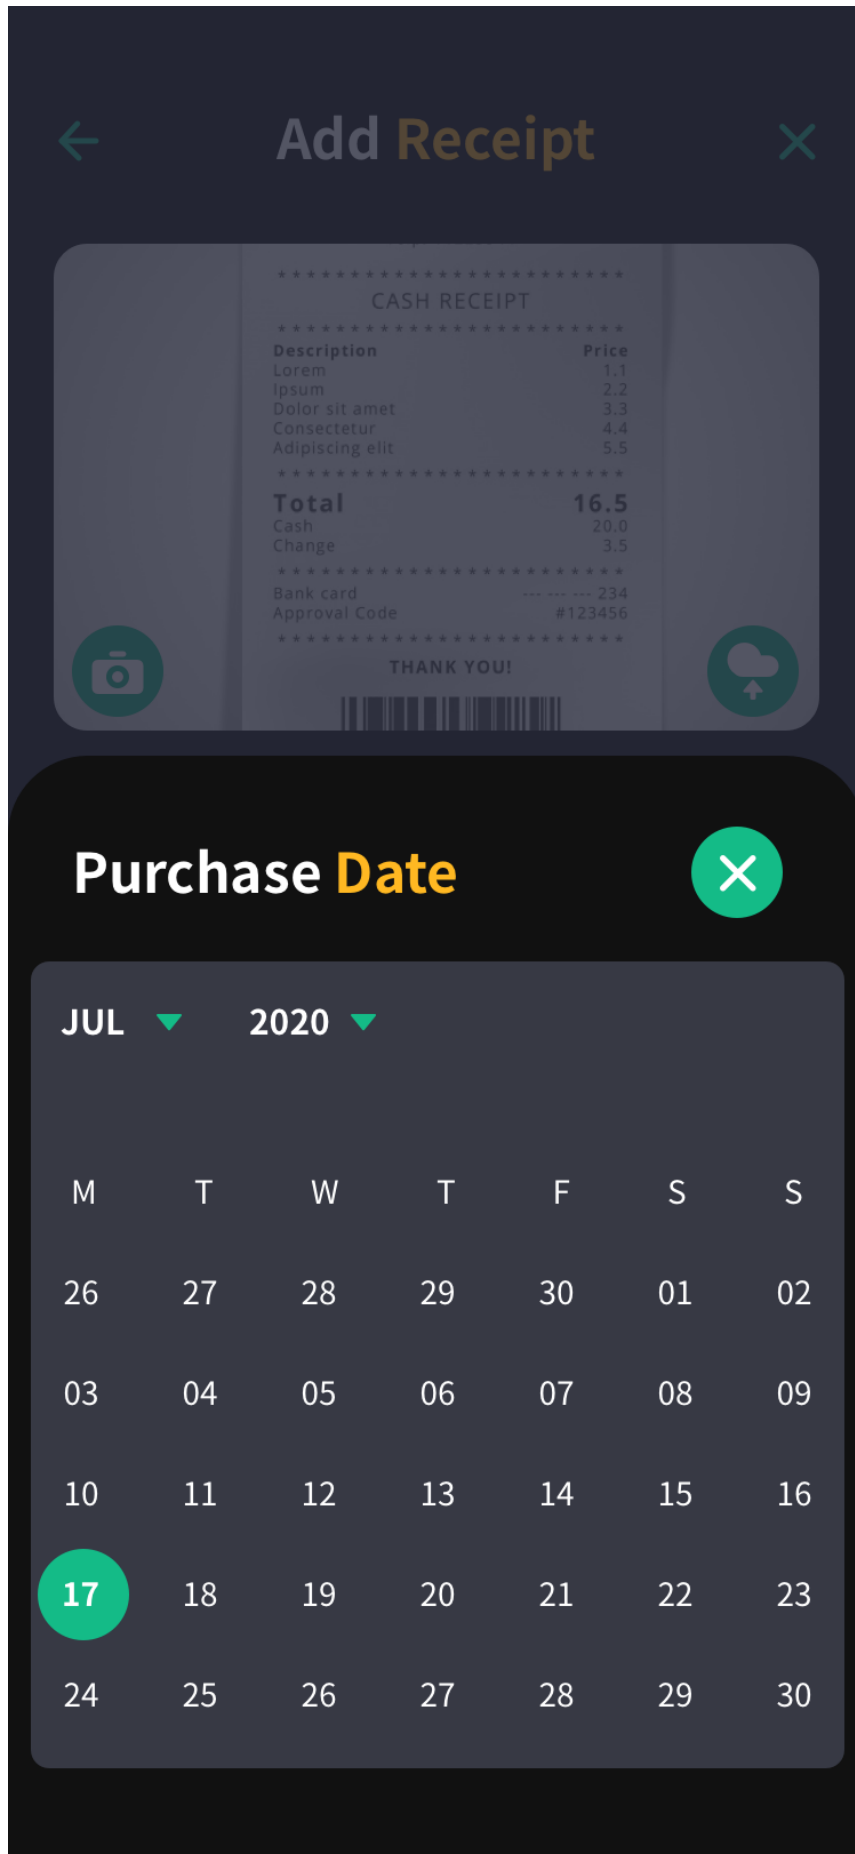 Add Receipt
************************
CASH RECEIPT
************************
Description Price
Lorem 1.1
Ipsum 2.2
Dolor sit amet 3.3
Consectetur 4.4
Adipiscing elit 5.5
************************
Total 16.5
Cash 20.0
Change 3.5
************************
Bank card --- --- --- 234
Approval Code #123456
************************
THANK YOU!
Purchase Date
JUL 2020
M T W T F S S
26 27 28 29 30 01 02
03 04 05 06 07 08 09
10 11 12 13 14 15 16
17 18 19 20 21 22 23
24 25 26 27 28 29 30